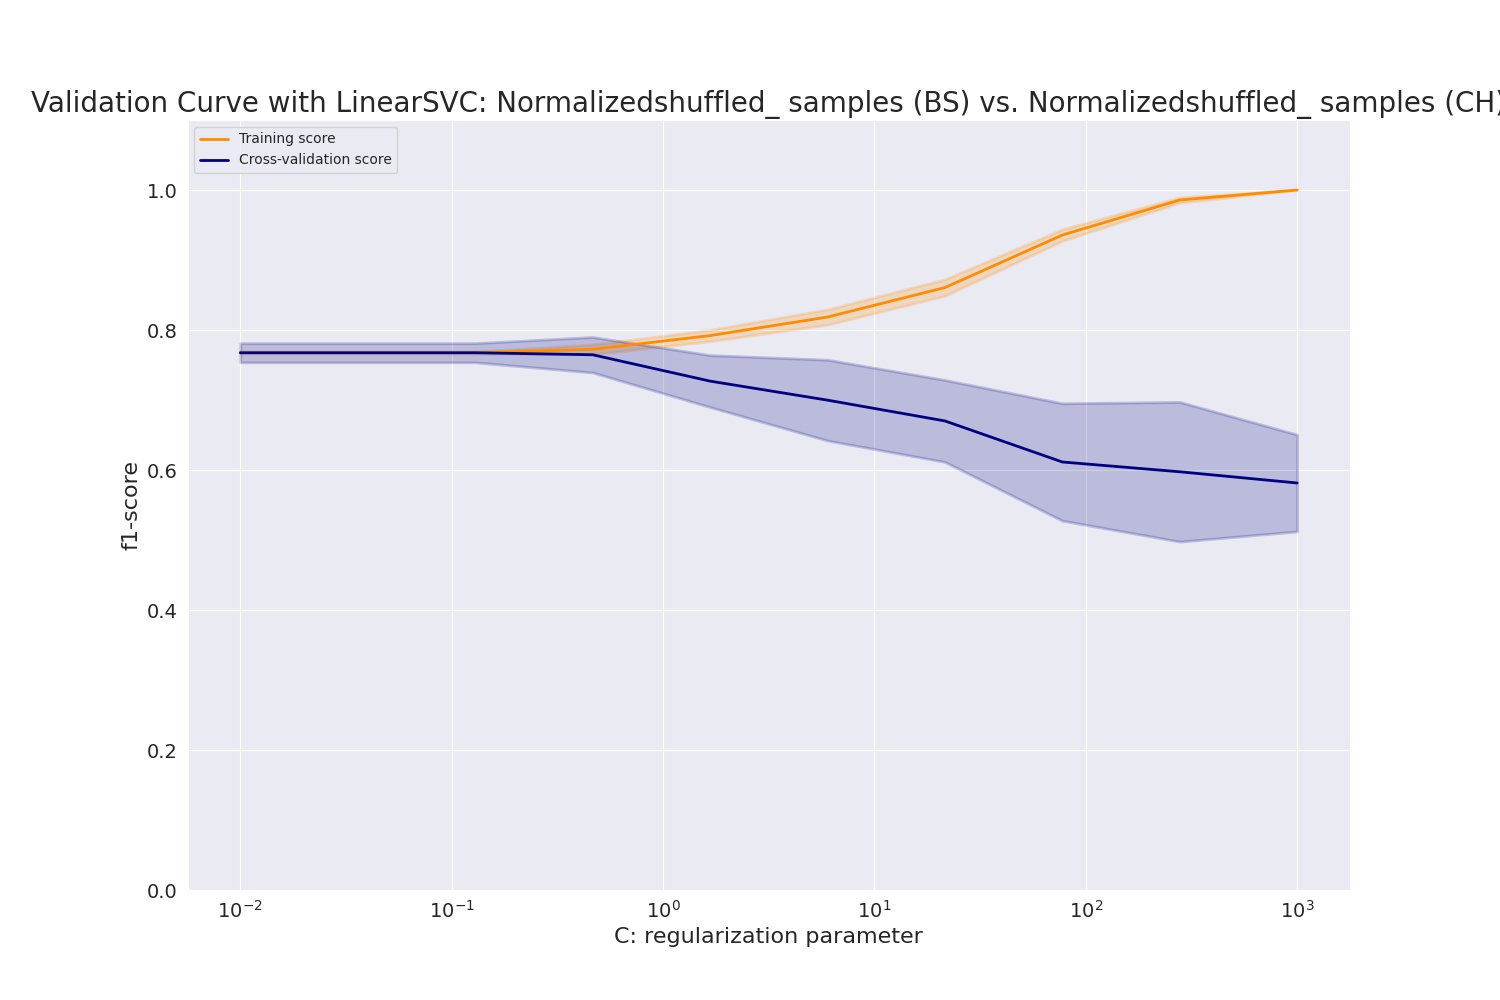 Validation Curve with LinearSVC: Normalizedshuffled_ samples (BS) vs. Normalizedshuffled_ samples (CH)
Training score
Cross-validation score
1.0
0.8
0.6
0.4
0.2
0.0
f1-score
10⁻² 10⁻¹ 10⁰ 10¹ 10² 10³
C: regularization parameter